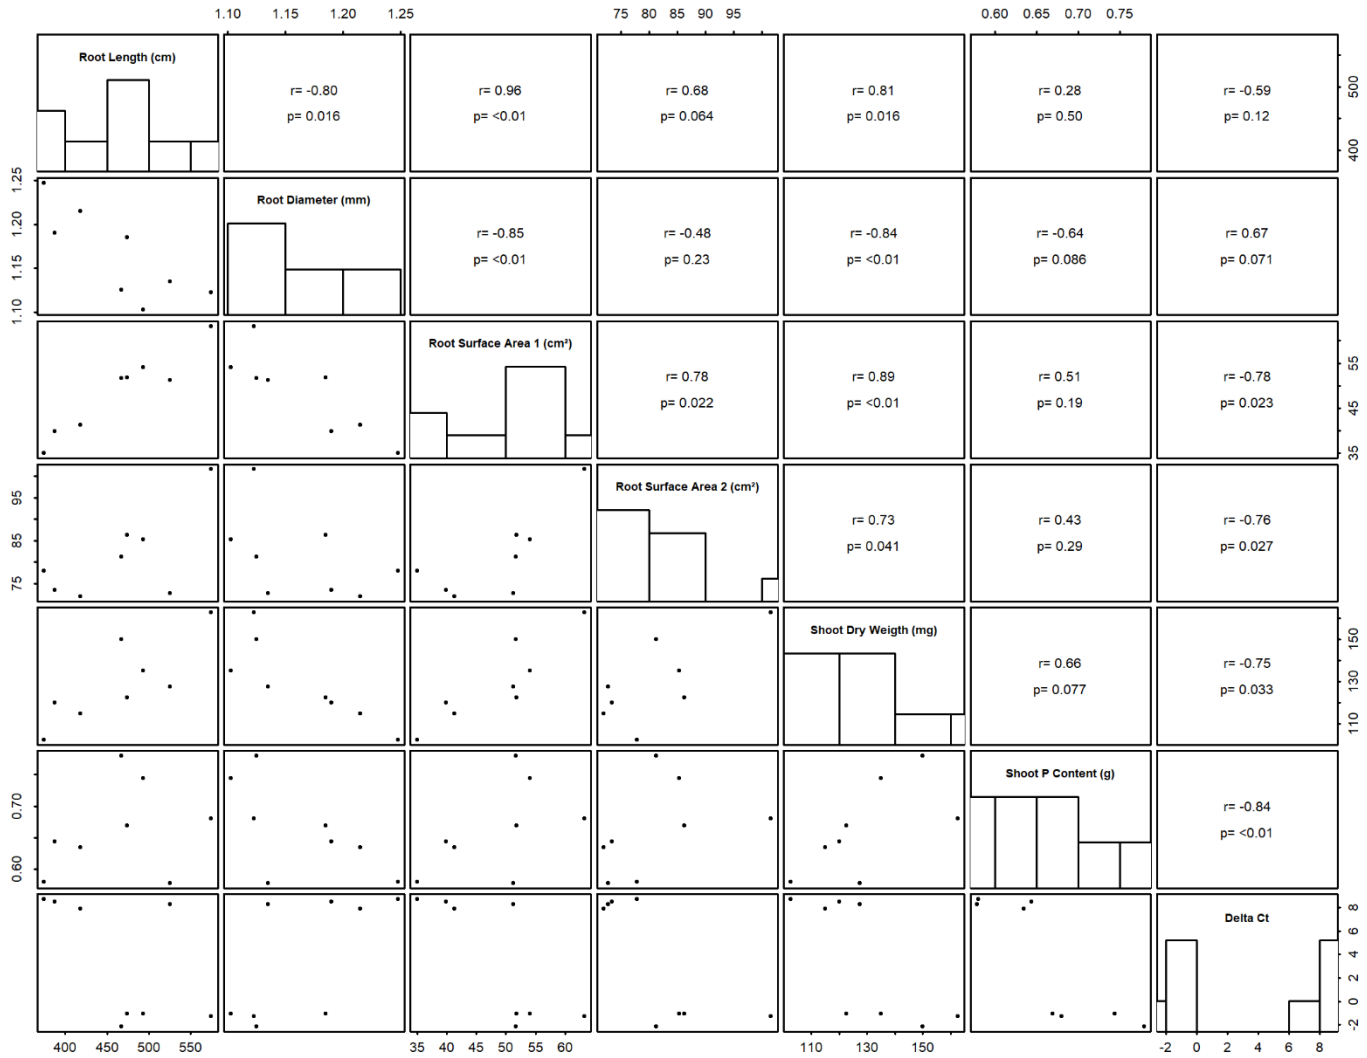 1.10 1.15 1.20 1.25 75 80 85 90 95 0.60 0.65 0.70 0.75
Root Length (cm)
r= -0.80 r= 0.96 r= 0.68 r= 0.81 r= 0.28 r= -0.59
p= 0.016 p= <0.01 p= 0.064 p= 0.016 p= 0.50 p= 0.12
500
400
1.25
1.20
1.15
1.10
Root Diameter (mm)
r= -0.85 r= -0.48 r= -0.84 r= -0.64 r= 0.67
p= <0.01 p= 0.23 p= <0.01 p= 0.086 p= 0.071
Root Surface Area 1 (cm²)
r= 0.78 r= 0.89 r= 0.51 r= -0.78
p= 0.022 p= <0.01 p= 0.19 p= 0.023
55
45
35
95
85
75
Root Surface Area 2 (cm²)
r= 0.73 r= 0.43 r= -0.76
p= 0.041 p= 0.29 p= 0.027
Shoot Dry Weigth (mg)
r= 0.66 r= -0.75
p= 0.077 p= 0.033
150
130
110
0.70
0.60
Shoot P Content (g)
r= -0.84
p= <0.01
Delta Ct
8
6
4
2
0
-2
400 450 500 550 35 40 45 50 55 60 110 130 150 -2 0 2 4 6 8